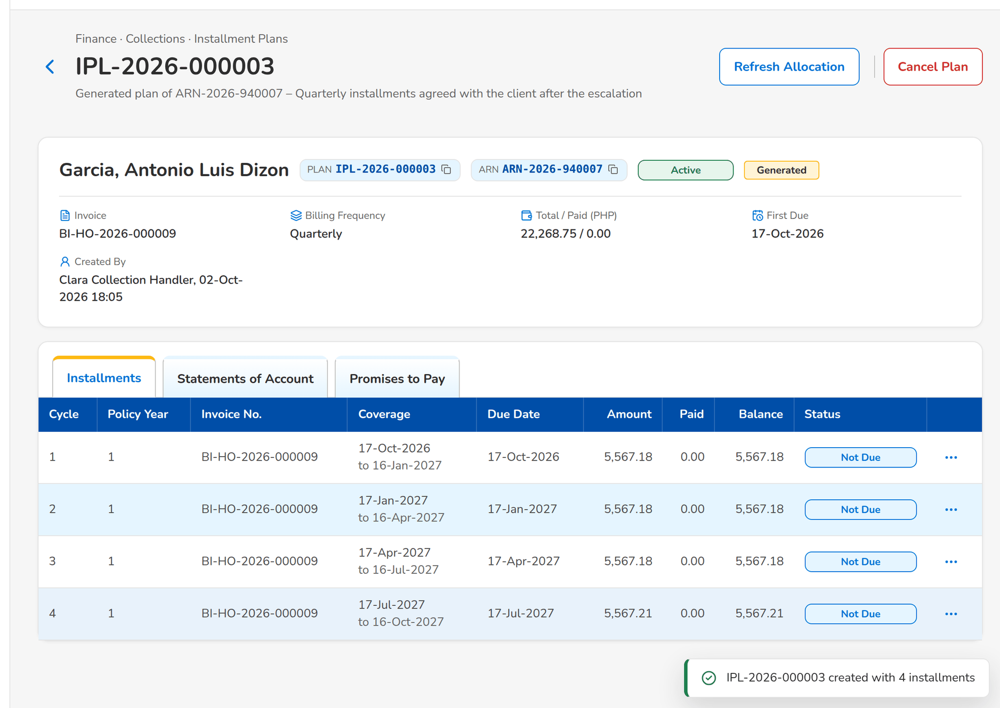 Finance · Collections · Installment Plans
IPL-2026-000003
Generated plan of ARN-2026-940007 – Quarterly installments agreed with the client after the escalation
Refresh Allocation
Cancel Plan
Garcia, Antonio Luis Dizon
PLAN IPL-2026-000003
ARN ARN-2026-940007
Active
Generated
Invoice
BI-HO-2026-000009
Billing Frequency
Quarterly
Total / Paid (PHP)
22,268.75 / 0.00
First Due
17-Oct-2026
Created By
Clara Collection Handler, 02-Oct-
2026 18:05
Installments
Statements of Account
Promises to Pay
Cycle Policy Year Invoice No. Coverage Due Date Amount Paid Balance Status
1 1 BI-HO-2026-000009 17-Oct-2026 17-Oct-2026 5,567.18 0.00 5,567.18 Not Due
to 16-Jan-2027
2 1 BI-HO-2026-000009 17-Jan-2027 17-Jan-2027 5,567.18 0.00 5,567.18 Not Due
to 16-Apr-2027
3 1 BI-HO-2026-000009 17-Apr-2027 17-Apr-2027 5,567.18 0.00 5,567.18 Not Due
to 16-Jul-2027
4 1 BI-HO-2026-000009 17-Jul-2027 17-Jul-2027 5,567.21 0.00 5,567.21 Not Due
to 16-Oct-2027
IPL-2026-000003 created with 4 installments